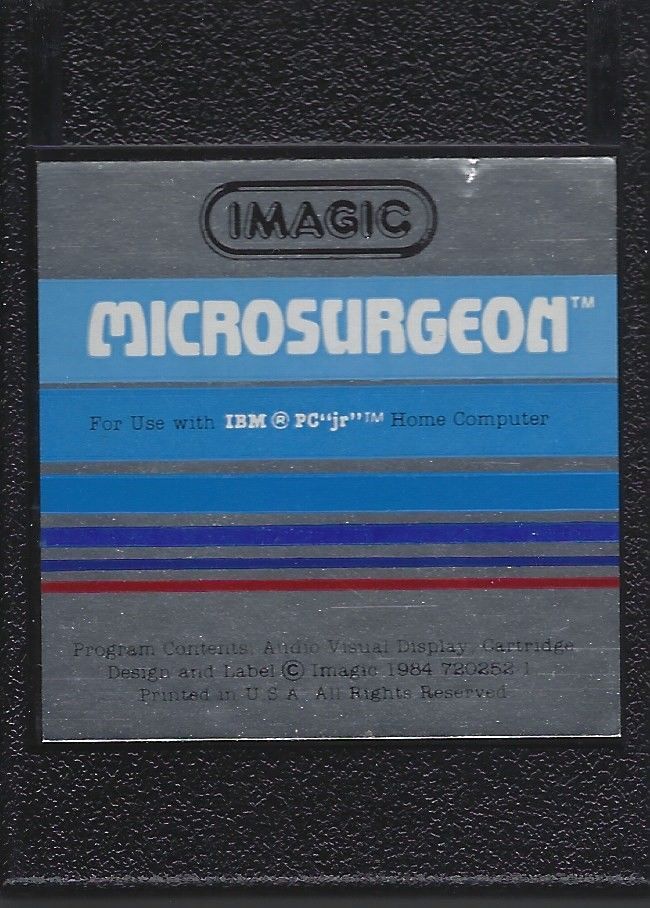 IMAGIC
MICROSURGEON™
For Use with IBM ® PC“jr”™ Home Computer
Program Contents, Audio Visual Display, Cartridge
Design and Label © Imagic 1984 720252-1
Printed in U.S.A. All Rights Reserved